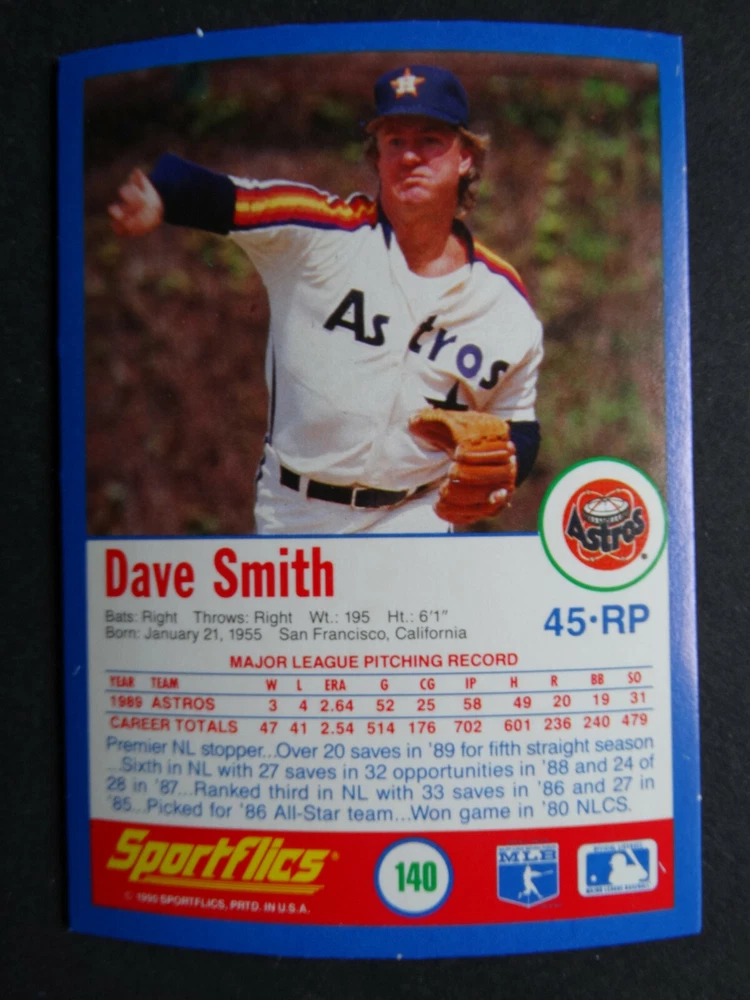 Astros
Astros
Dave Smith
45•RP
Bats: Right Throws: Right Wt.: 195 Ht.: 6'1"
Born: January 21, 1955 San Francisco, California
MAJOR LEAGUE PITCHING RECORD
YEAR TEAM W L ERA G CG IP H R BB SO
1989 ASTROS 3 4 2.64 52 25 58 49 20 19 31
CAREER TOTALS 47 41 2.54 514 176 702 601 236 240 479
Premier NL stopper...Over 20 saves in '89 for fifth straight season
...Sixth in NL with 27 saves in 32 opportunities in '88 and 24 of
28 in '87...Ranked third in NL with 33 saves in '86 and 27 in
'85...Picked for '86 All-Star team...Won game in '80 NLCS.
Sportflics
140
MLB
© 1990 SPORTFLICS, PRTD. IN U.S.A.
MAJOR LEAGUE BASEBALL